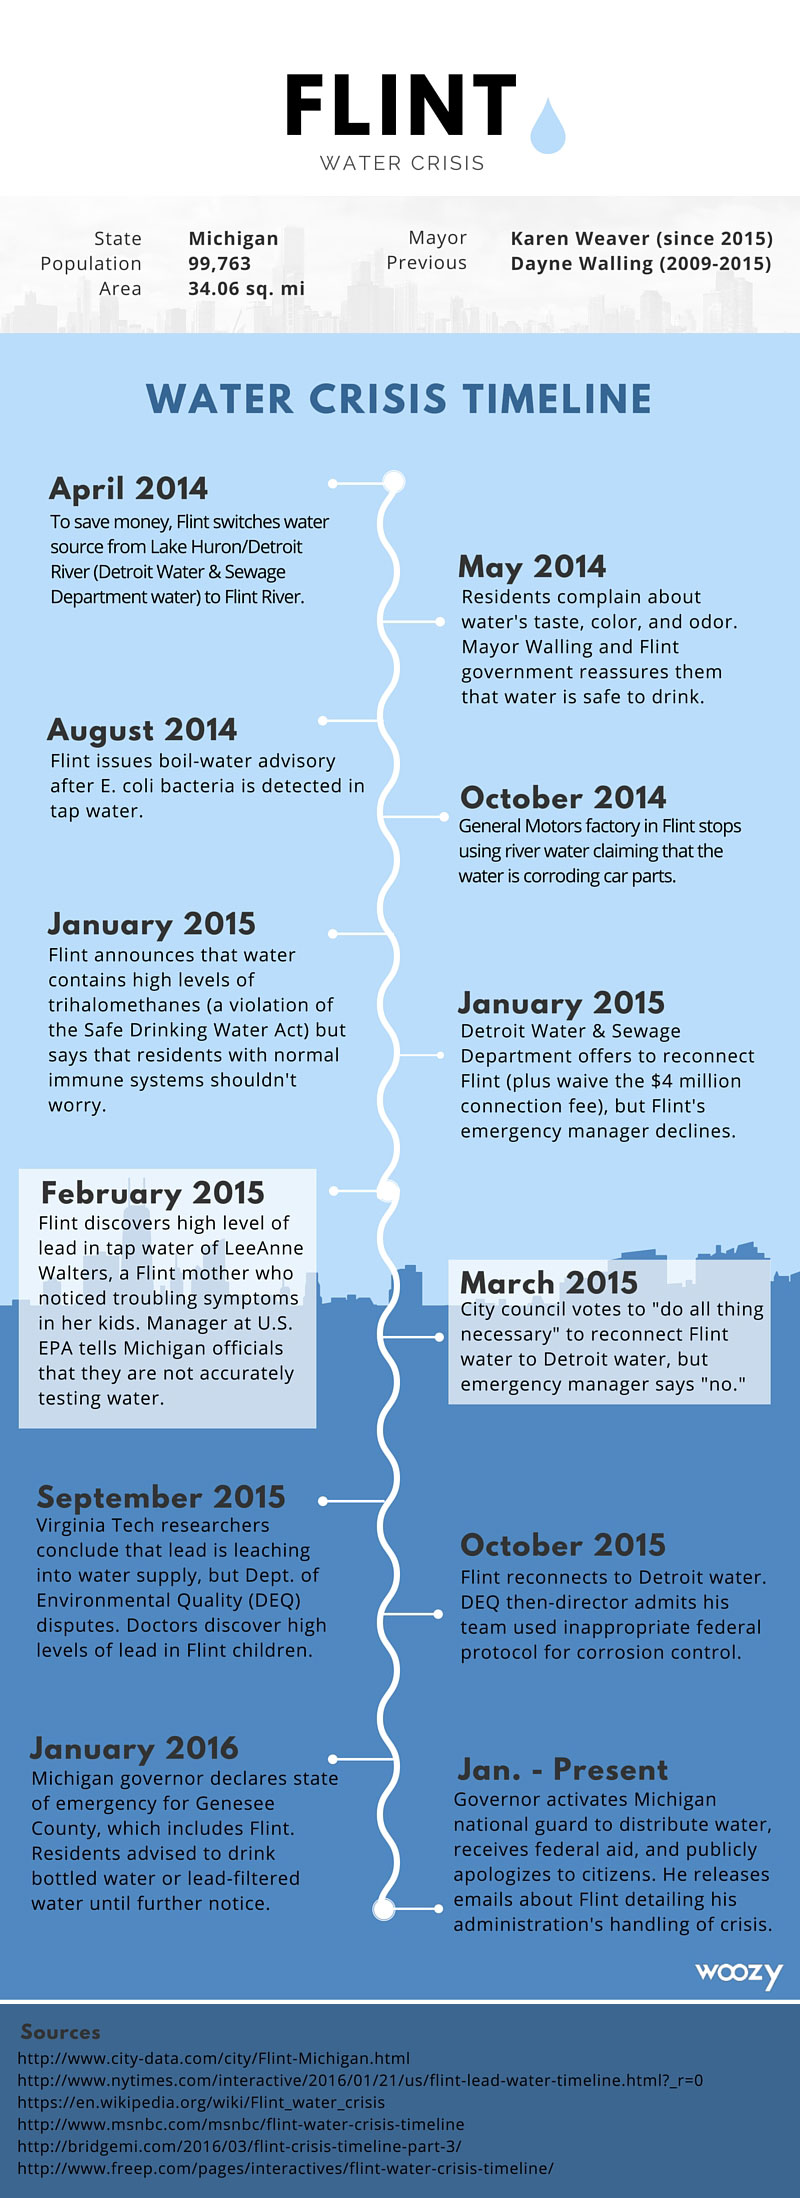 FLINT
WATER CRISIS
State Michigan
Population 99,763
Area 34.06 sq. mi
Mayor Karen Weaver (since 2015)
Previous Dayne Walling (2009-2015)
WATER CRISIS TIMELINE
April 2014
To save money, Flint switches water
source from Lake Huron/Detroit
River (Detroit Water & Sewage
Department water) to Flint River.
May 2014
Residents complain about
water's taste, color, and odor.
Mayor Walling and Flint
government reassures them
that water is safe to drink.
August 2014
Flint issues boil-water advisory
after E. coli bacteria is detected in
tap water.
October 2014
General Motors factory in Flint stops
using river water claiming that the
water is corroding car parts.
January 2015
Flint announces that water
contains high levels of
trihalomethanes (a violation of
the Safe Drinking Water Act) but
says that residents with normal
immune systems shouldn't
worry.
January 2015
Detroit Water & Sewage
Department offers to reconnect
Flint (plus waive the $4 million
connection fee), but Flint's
emergency manager declines.
February 2015
Flint discovers high level of
lead in tap water of LeeAnne
Walters, a Flint mother who
noticed troubling symptoms
in her kids. Manager at U.S.
EPA tells Michigan officials
that they are not accurately
testing water.
March 2015
City council votes to "do all thing
necessary" to reconnect Flint
water to Detroit water, but
emergency manager says "no."
September 2015
Virginia Tech researchers
conclude that lead is leaching
into water supply, but Dept. of
Environmental Quality (DEQ)
disputes. Doctors discover high
levels of lead in Flint children.
October 2015
Flint reconnects to Detroit water.
DEQ then-director admits his
team used inappropriate federal
protocol for corrosion control.
January 2016
Michigan governor declares state
of emergency for Genesee
County, which includes Flint.
Residents advised to drink
bottled water or lead-filtered
water until further notice.
Jan. - Present
Governor activates Michigan
national guard to distribute water,
receives federal aid, and publicly
apologizes to citizens. He releases
emails about Flint detailing his
administration's handling of crisis.
woozy
Sources
http://www.city-data.com/city/Flint-Michigan.html
http://www.nytimes.com/interactive/2016/01/21/us/flint-lead-water-timeline.html?_r=0
https://en.wikipedia.org/wiki/Flint_water_crisis
http://www.msnbc.com/msnbc/flint-water-crisis-timeline
http://bridgemi.com/2016/03/flint-crisis-timeline-part-3/
http://www.freep.com/pages/interactives/flint-water-crisis-timeline/